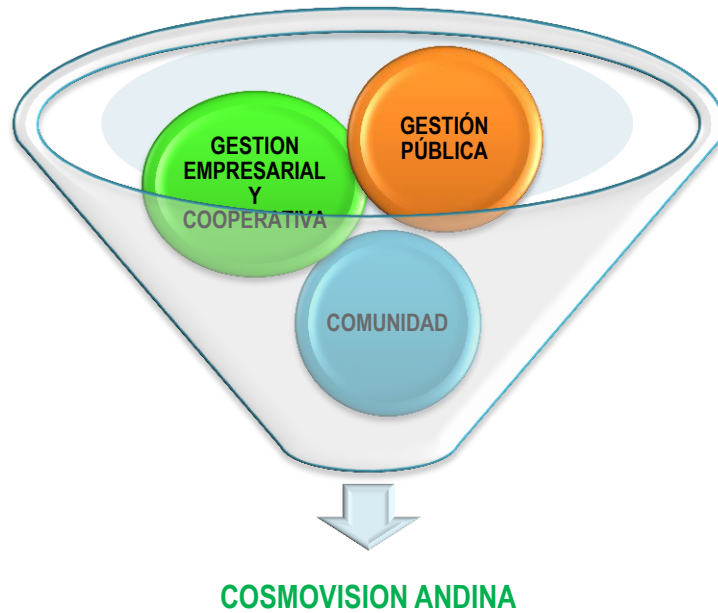 GESTION
EMPRESARIAL
Y
COOPERATIVA
GESTIÓN
PÚBLICA
COMUNIDAD
COSMOVISION ANDINA